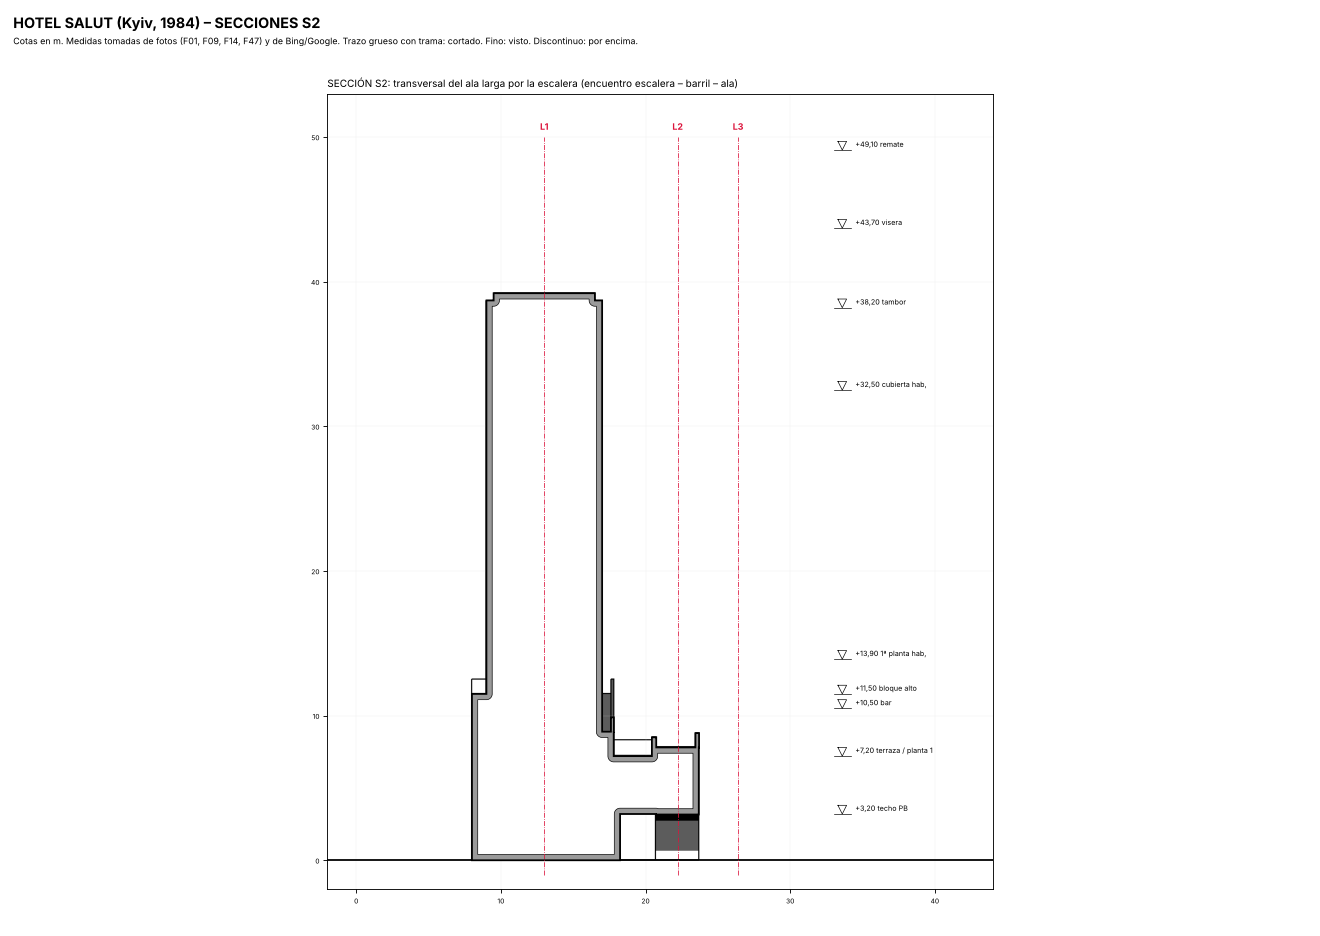 HOTEL SALUT (Kyiv, 1984) – SECCIONES S2
Cotas en m. Medidas tomadas de fotos (F01, F09, F14, F47) y de Bing/Google. Trazo grueso con trama: cortado. Fino: visto. Discontinuo: por encima.
SECCIÓN S2: transversal del ala larga por la escalera (encuentro escalera – barril – ala)
L1
L2
L3
50
+49,10 remate
+43,70 visera
40
+38,20 tambor
+32,50 cubierta hab,
30
20
+13,90 1ª planta hab,
+11,50 bloque alto
+10,50 bar
10
+7,20 terraza / planta 1
+3,20 techo PB
0
0
10
20
30
40